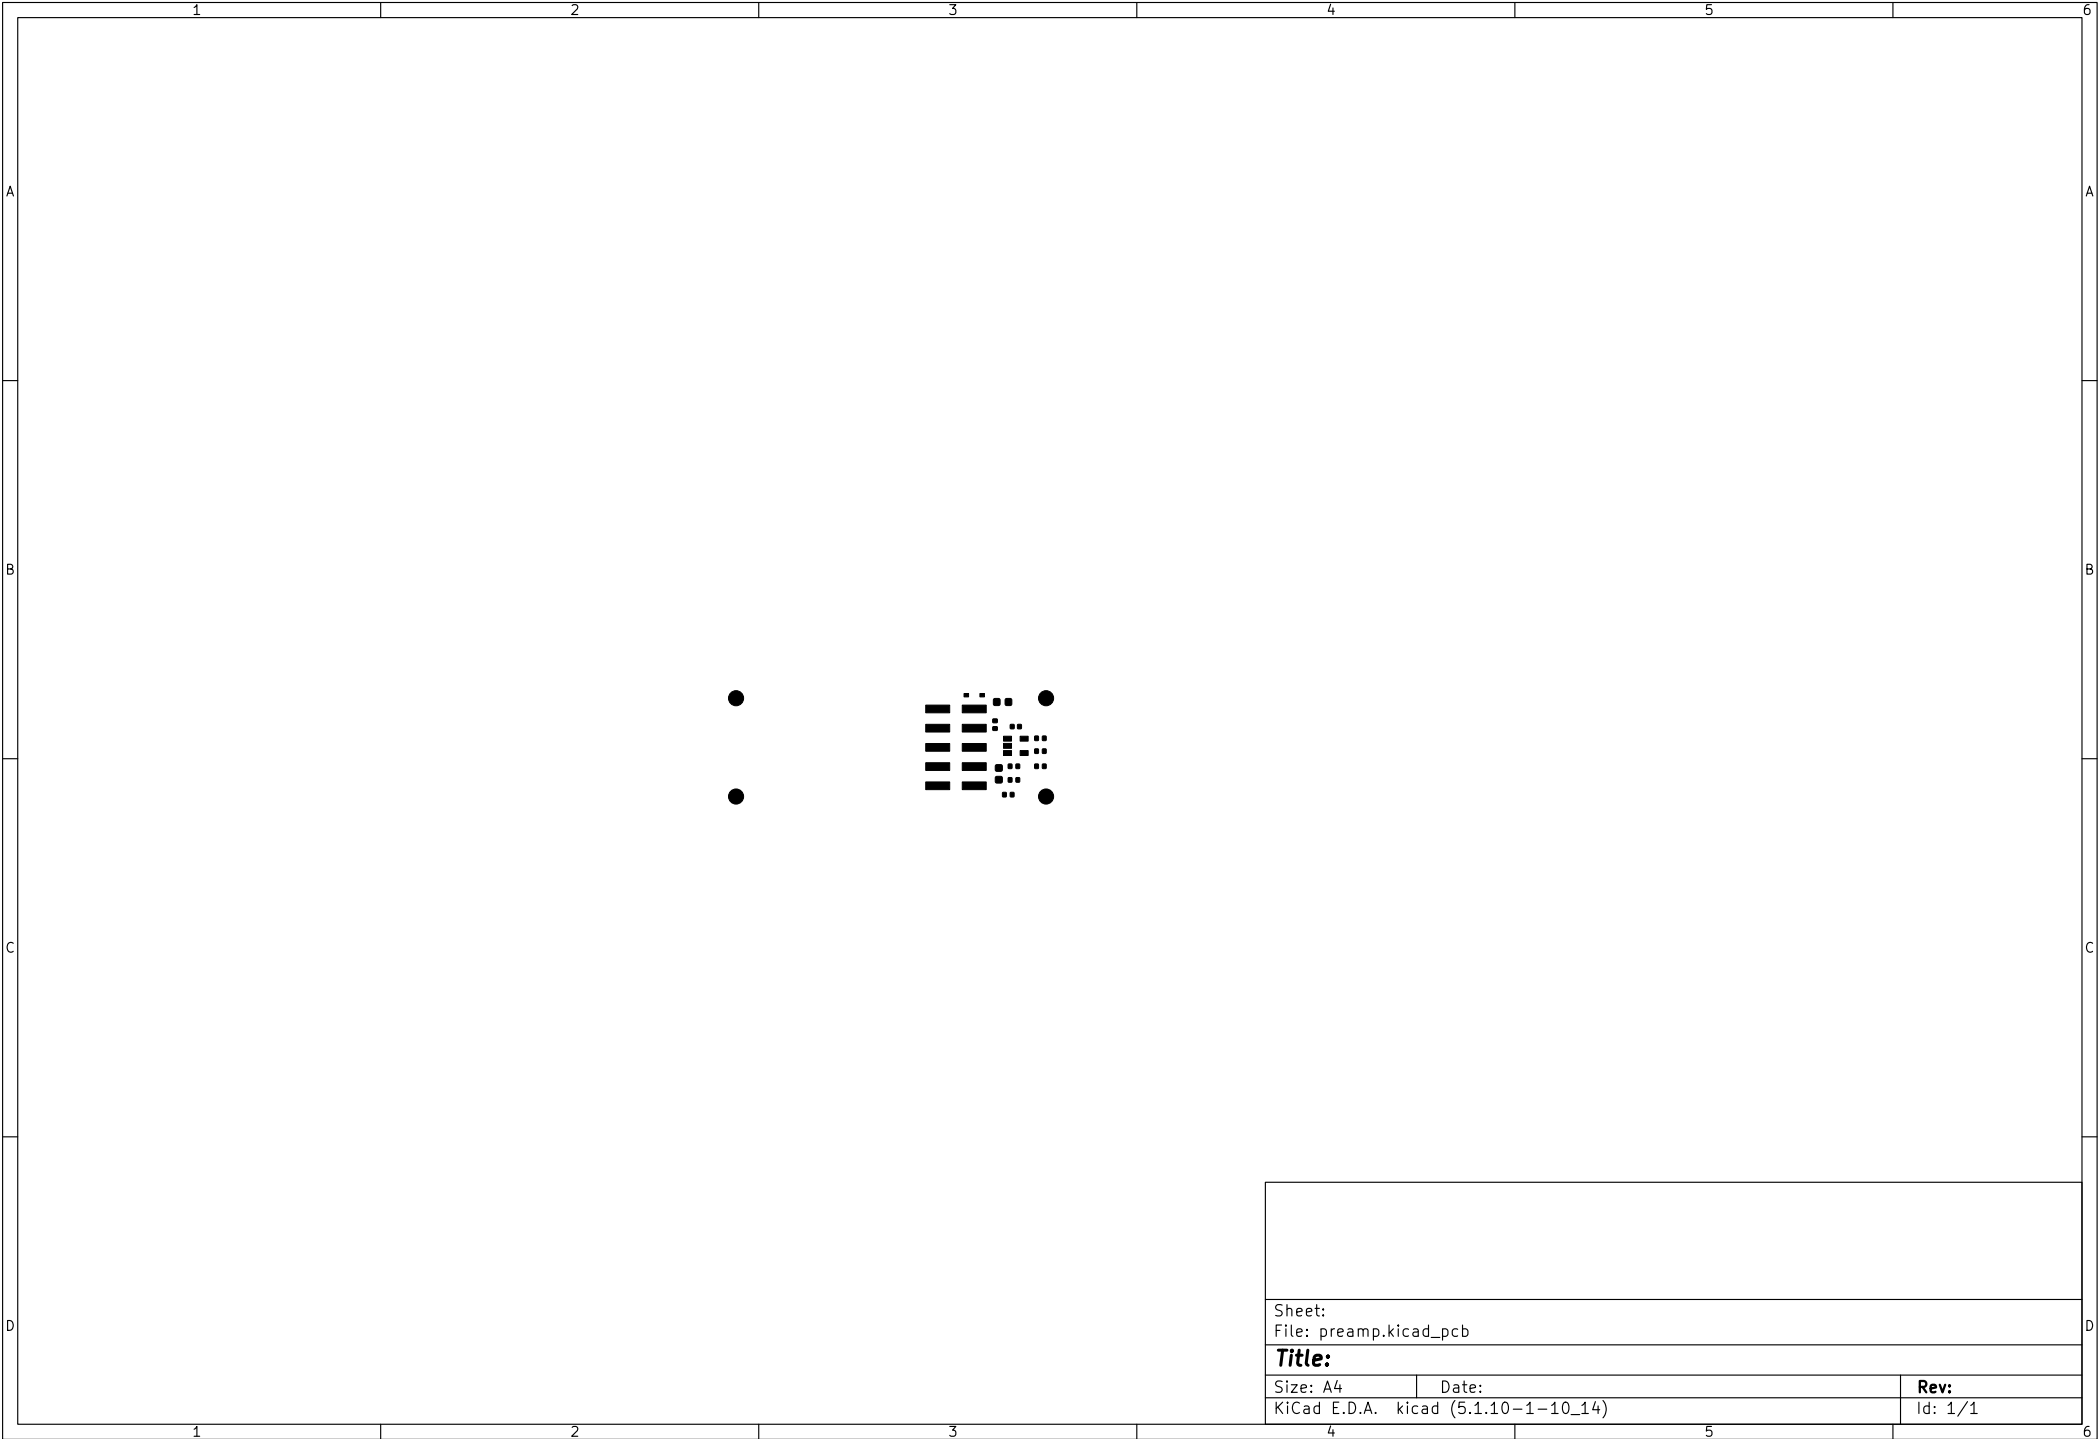 1 2 3 4 5 6
A A
B B
C C
Sheet:
File: preamp.kicad_pcb
D D
Title:
Size: A4 Date: Rev:
KiCad E.D.A. kicad (5.1.10-1-10_14) Id: 1/1
1 2 3 4 5 6